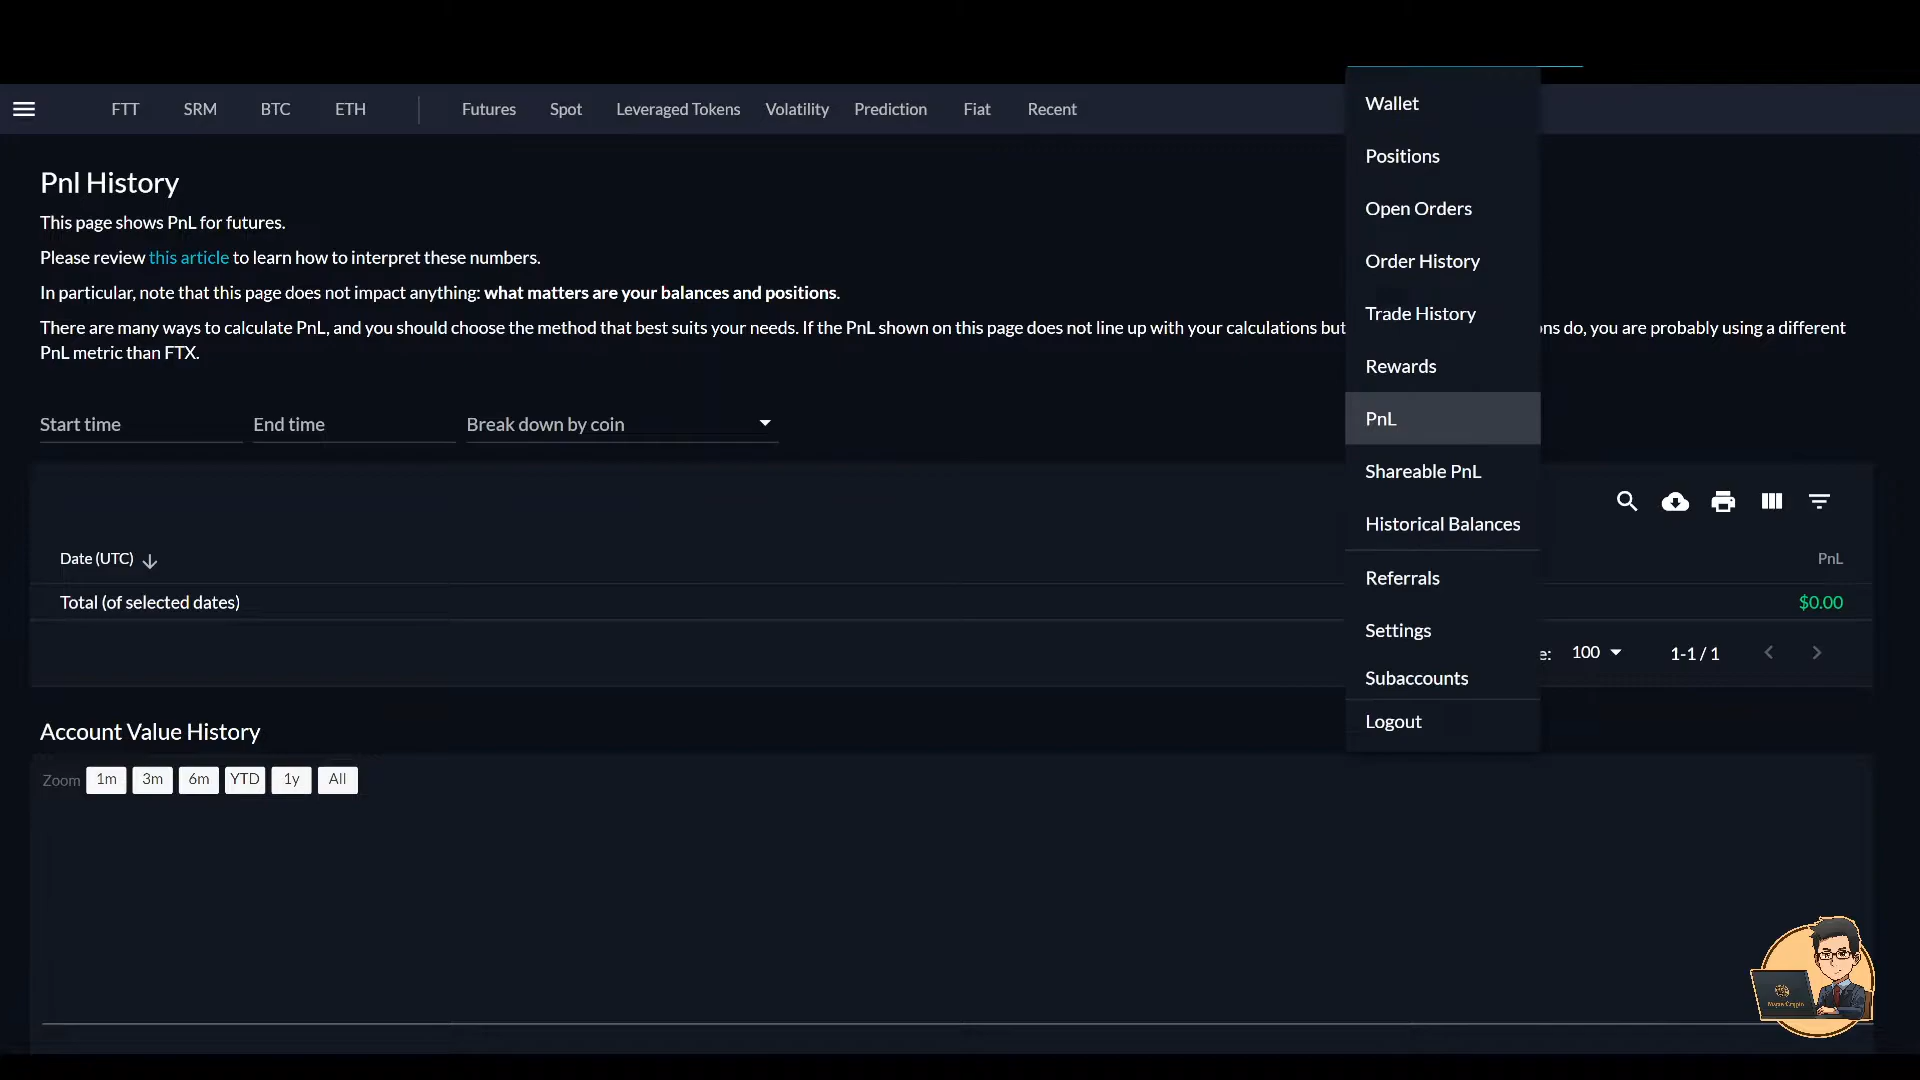 FTT SRM BTC ETH Futures Spot Leveraged Tokens Volatility Prediction Fiat Recent
Pnl History
This page shows PnL for futures.
Please review this article to learn how to interpret these numbers.
In particular, note that this page does not impact anything: what matters are your balances and positions.
There are many ways to calculate PnL, and you should choose the method that best suits your needs. If the PnL shown on this page does not line up with your calculations but ns do, you are probably using a different
PnL metric than FTX.
Start time End time Break down by coin
Date (UTC) PnL
Total (of selected dates) $0.00
e: 100 1-1 / 1
Wallet
Positions
Open Orders
Order History
Trade History
Rewards
PnL
Shareable PnL
Historical Balances
Referrals
Settings
Subaccounts
Logout
Account Value History
Zoom 1m 3m 6m YTD 1y All